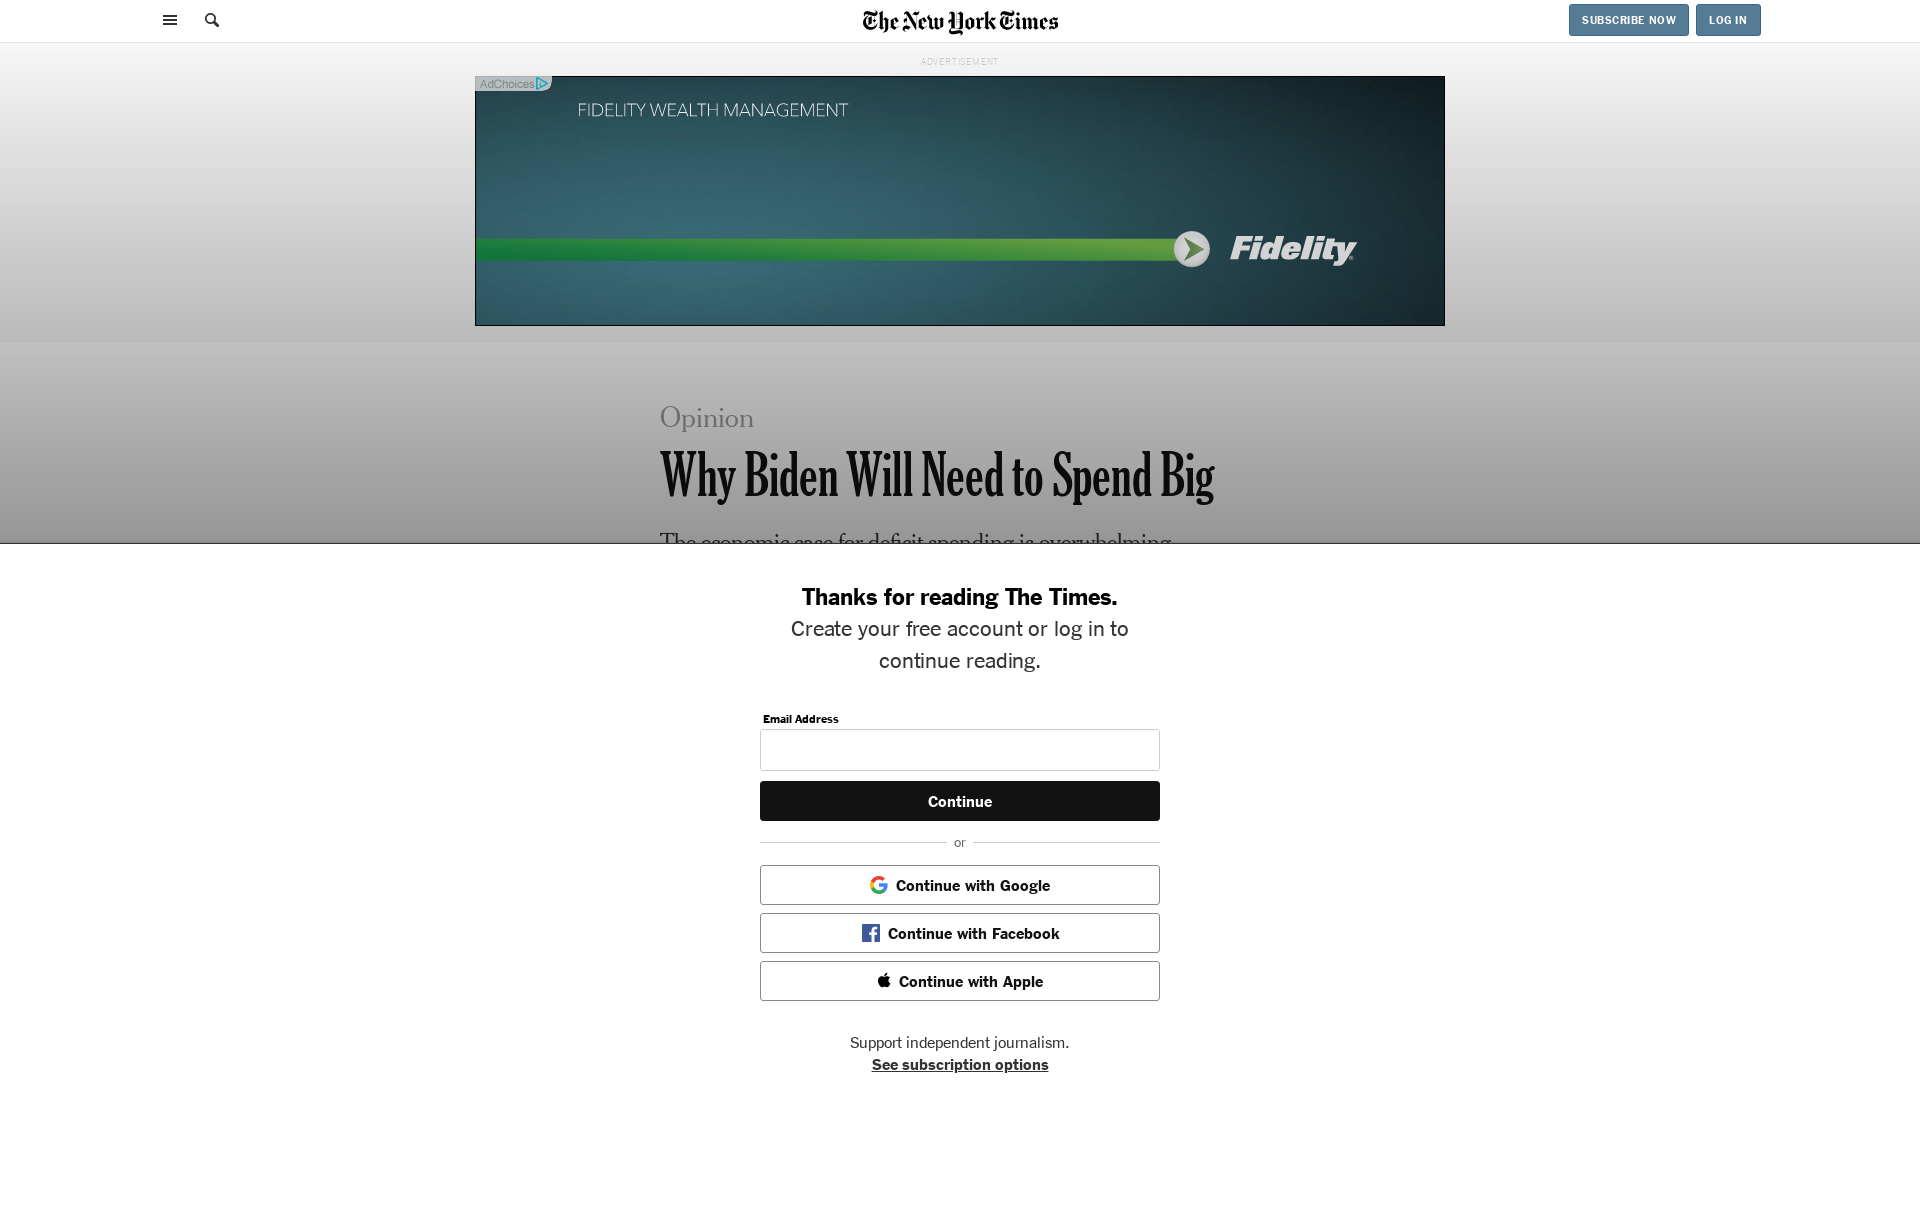 The New York Times
SUBSCRIBE NOW
LOG IN
ADVERTISEMENT
AdChoices
FIDELITY WEALTH MANAGEMENT
Fidelity
Opinion
Why Biden Will Need to Spend Big
The economic case for deficit spending is overwhelming.
Thanks for reading The Times.
Create your free account or log in to
continue reading.
Email Address
Continue
or
Continue with Google
Continue with Facebook
Continue with Apple
Support independent journalism.
See subscription options